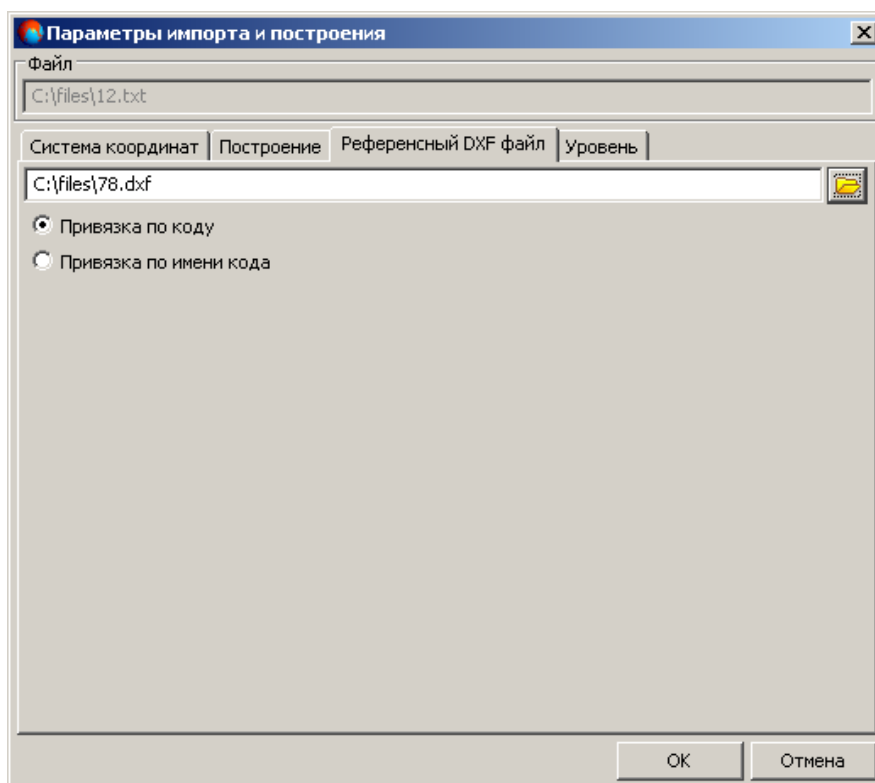 Параметры импорта и построения
Файл
C:\files\12.txt
Система координат Построение Референсный DXF файл Уровень
C:\files\78.dxf
Привязка по коду
Привязка по имени кода
OK Отмена